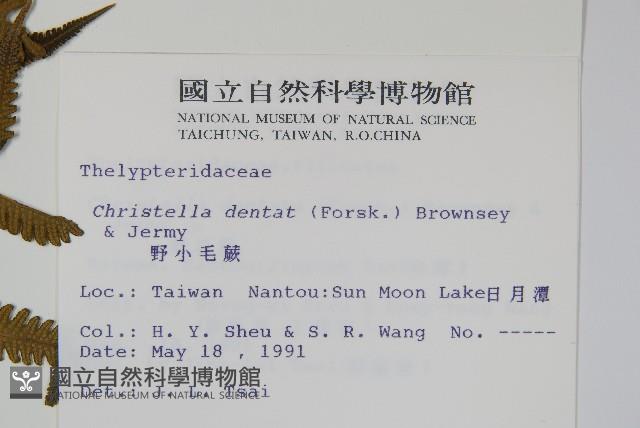 國立自然科學博物館
NATIONAL MUSEUM OF NATURAL SCIENCE
TAICHUNG, TAIWAN, R.O.CHINA
Thelypteridaceae
Christella dentat (Forsk.) Brownsey
& Jermy
野小毛蕨
Loc.: Taiwan Nantou:Sun Moon Lake日月潭
Col.: H. Y. Sheu & S. R. Wang No. -----
Date: May 18 , 1991
國立自然科學博物館
NATIONAL MUSEUM OF NATURAL SCIENCE
Det.: J. L. Tsai